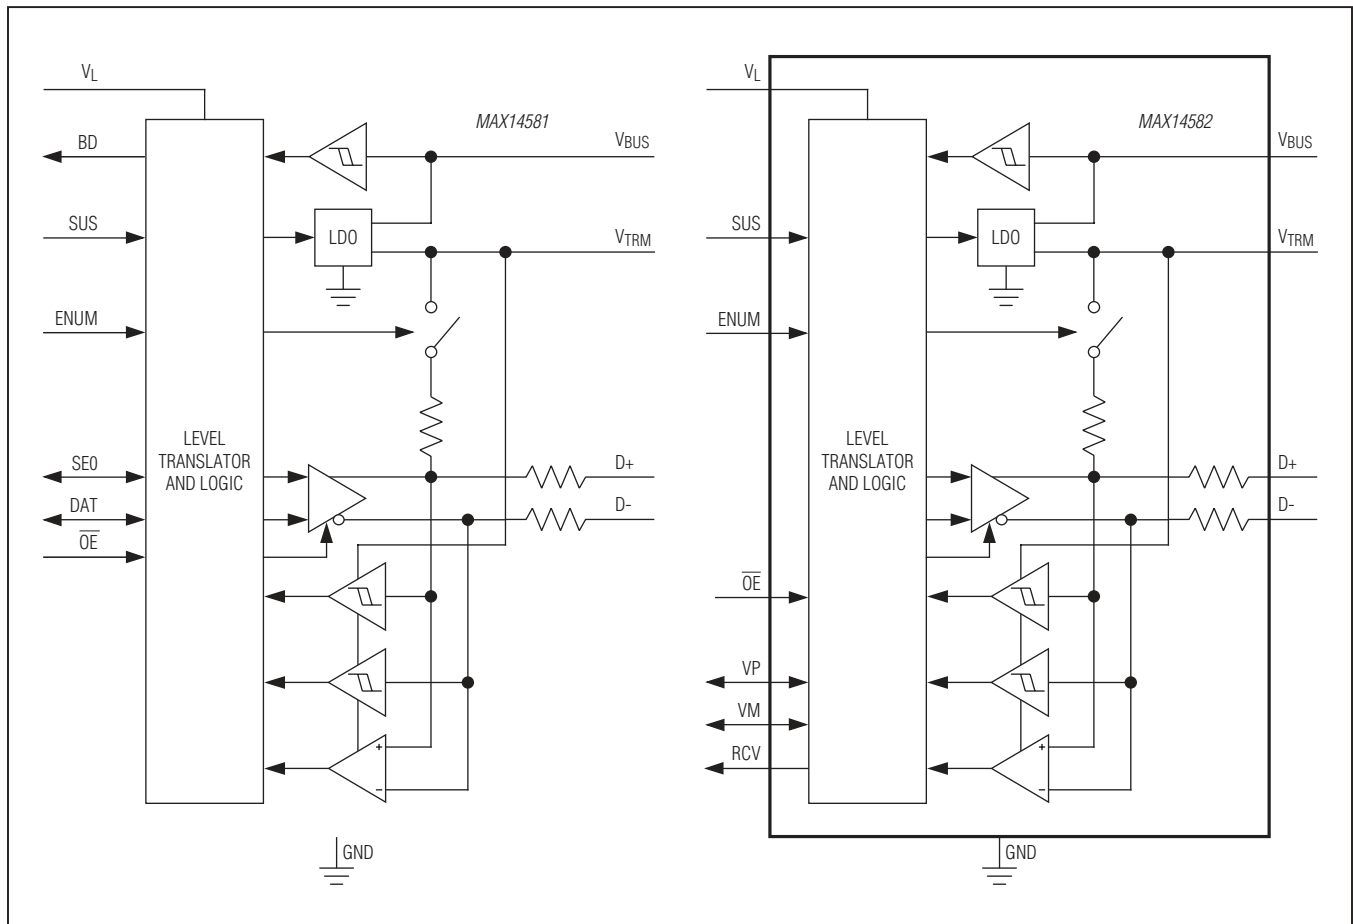 VL
MAX14581
BD
VBUS
SUS
LDO
VTRM
ENUM
LEVEL
TRANSLATOR
AND LOGIC
SE0
D+
DAT
D-
OE
+
−
GND
VL
MAX14582
VBUS
SUS
LDO
VTRM
ENUM
LEVEL
TRANSLATOR
AND LOGIC
D+
D-
OE
VP
VM
+
RCV
−
GND